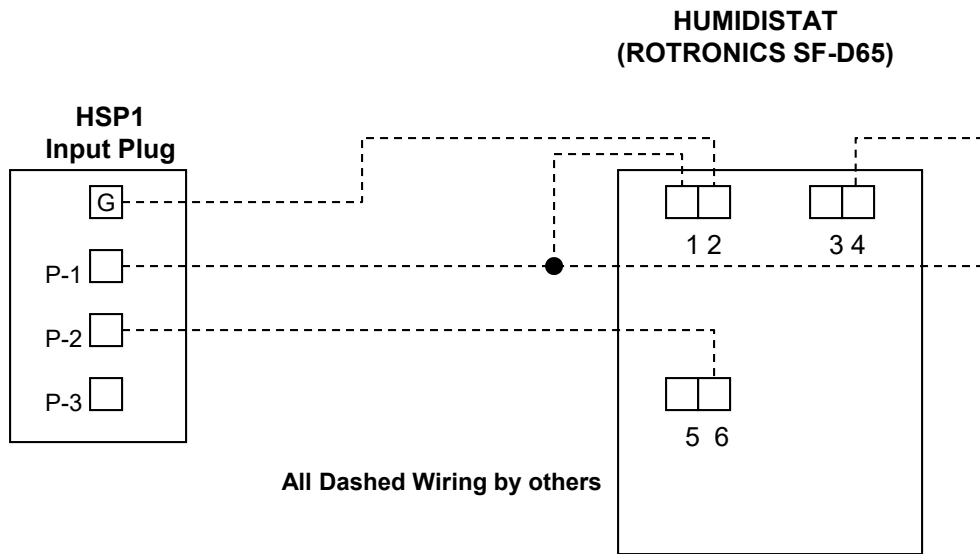 HUMIDISTAT
(ROTRONICS SF-D65)
HSP1
Input Plug
G
P-1
P-2
P-3
1 2
3 4
5 6
All Dashed Wiring by others